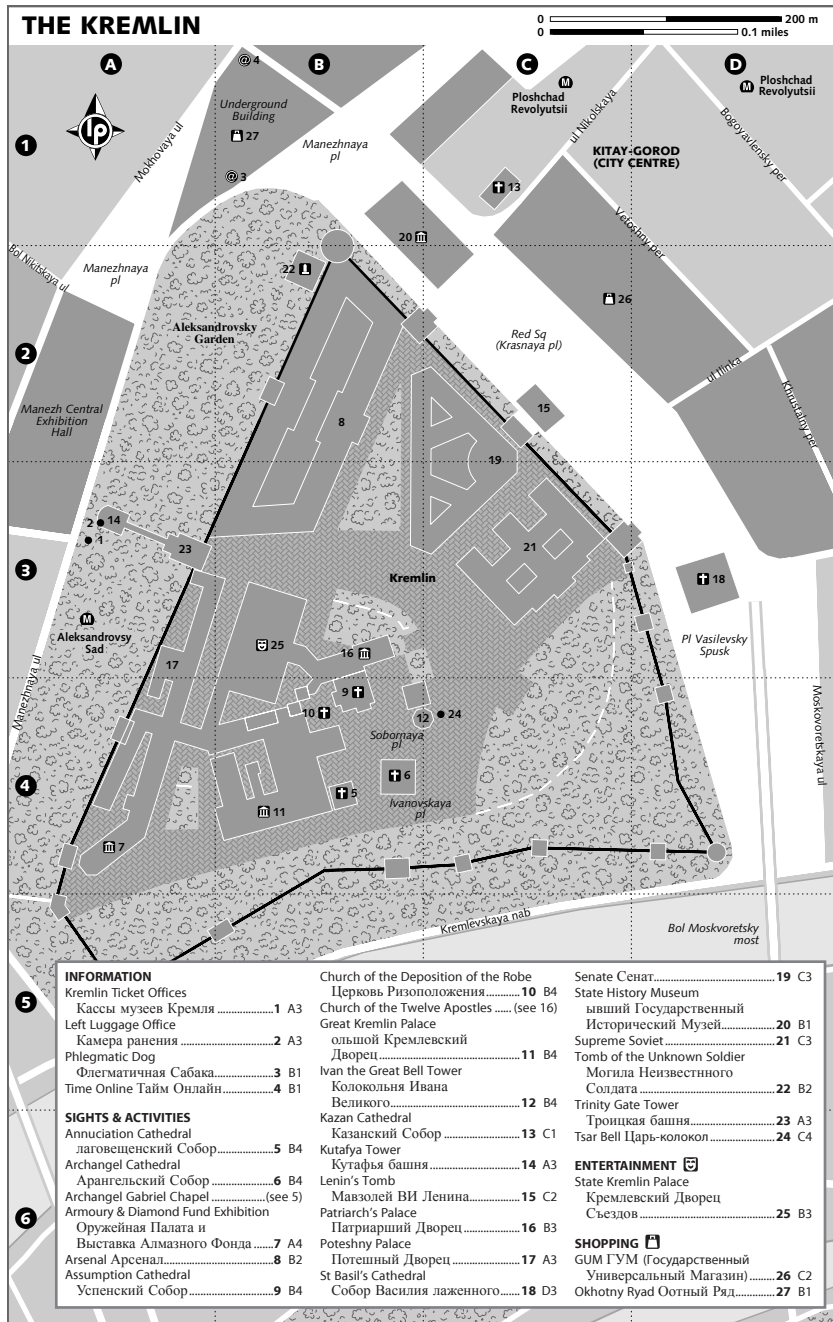 THE KREMLIN
0 200 m
0 0.1 miles
A
B
C
D
@ 4
Underground
Building
27
@ 3
Mokhovaya ul
Manezhnaya
pl
M
Ploshchad
Revolyutsii
M
Ploshchad
Revolyutsii
ul Nikolskaya
Bogoyavlensky per
KITAY-GOROD
(CITY CENTRE)
13
Vetoshny per
lp
1
20
Bol Nikitskaya ul
Manezhnaya
pl
22
26
Aleksandrovsky
Garden
Red Sq
(Krasnaya pl)
2
ul Ilinka
Khrustalny per
Manezh Central
Exhibition
Hall
8
15
19
2
14
1
23
21
3
Kremlin
18
M
Aleksandrovsy
Sad
Pl Vasilevsky
Spusk
25
16
17
Manezhnaya ul
9
10
12
24
Sobornaya
pl
Moskvoretskaya ul
4
6
5
Ivanovskaya
pl
11
7
Kremlevskaya nab
Bol Moskvoretsky
most
5
6
INFORMATION
Kremlin Ticket Offices
Кассы музеев Кремля 1 A3
Left Luggage Office
Камера ранения 2 A3
Phlegmatic Dog
Флегматичная Сабака 3 B1
Time Online Тайм Онлайн 4 B1
SIGHTS & ACTIVITIES
Annuciation Cathedral
лаговещенский Собор 5 B4
Archangel Cathedral
Арангельский Собор 6 B4
Archangel Gabriel Chapel (see 5)
Armoury & Diamond Fund Exhibition
Оружейная Палата и
Выставка Алмазного Фонда 7 A4
Arsenal Арсенал 8 B2
Assumption Cathedral
Успенский Собор 9 B4
Church of the Deposition of the Robe
Церковь Ризоположения 10 B4
Church of the Twelve Apostles (see 16)
Great Kremlin Palace
ольшой Кремлевский
Дворец 11 B4
Ivan the Great Bell Tower
Колокольня Ивана
Великого 12 B4
Kazan Cathedral
Казанский Собор 13 C1
Kutafya Tower
Кутафья башня 14 A3
Lenin's Tomb
Мавзолей ВИ Ленина 15 C2
Patriarch's Palace
Патриарший Дворец 16 B3
Poteshny Palace
Потешный Дворец 17 A3
St Basil's Cathedral
Собор Василия лаженного 18 D3
Senate Сенат 19 C3
State History Museum
ывший Государственный
Исторический Музей 20 B1
Supreme Soviet 21 C3
Tomb of the Unknown Soldier
Могила Неизвестнного
Солдата 22 B2
Trinity Gate Tower
Троицкая башня 23 A3
Tsar Bell Царь-колокол 24 C4
ENTERTAINMENT
State Kremlin Palace
Кремлевский Дворец
Съездов 25 B3
SHOPPING
GUM ГУМ (Государственный
Универсальный Магазин) 26 C2
Okhotny Ryad Оотный Ряд 27 B1